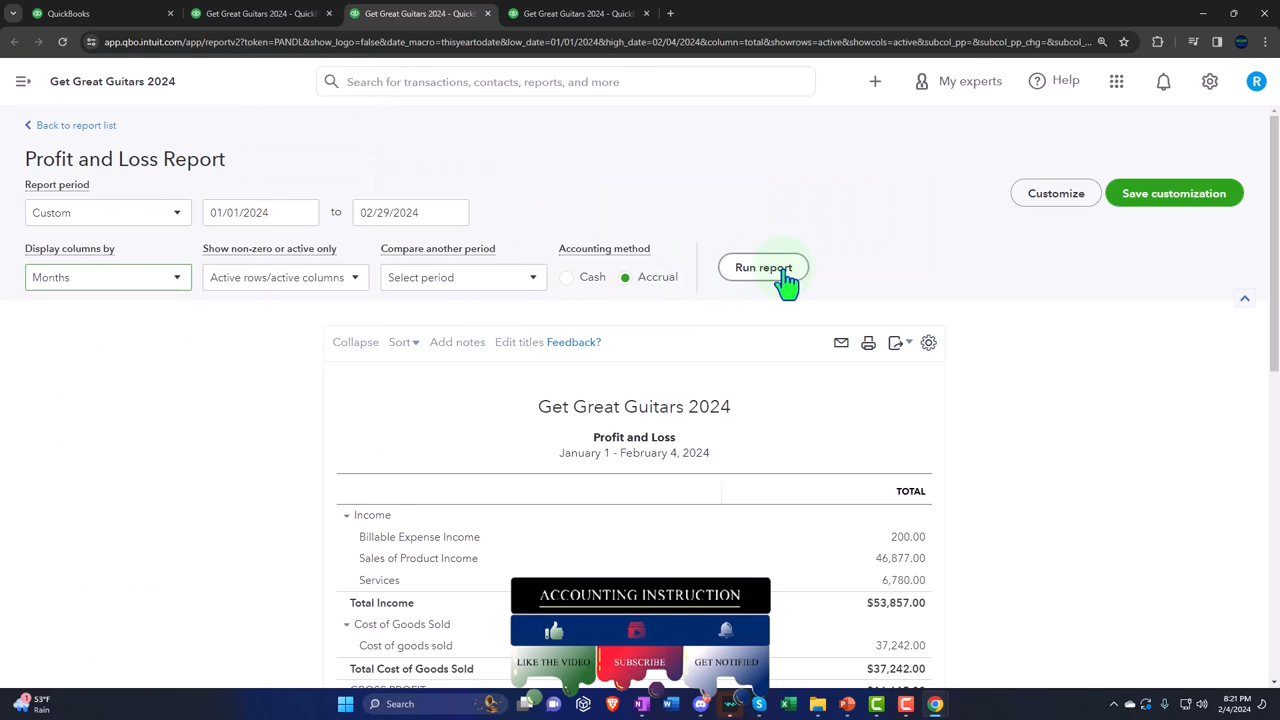 QuickBooks
Get Great Guitars 2024 - QuickB
Get Great Guitars 2024 - QuickB
Get Great Guitars 2024 - QuickB
app.qbo.intuit.com/app/reportv2?token=PANDL&show_logo=false&date_macro=thisyeartodate&low_date=01/01/2024&high_date=02/04/2024&column=total&showrows=active&subcol_pp=&subcol_pp_chg=&subc...
Get Great Guitars 2024
Search for transactions, contacts, reports, and more
My experts
Help
R
Back to report list
Profit and Loss Report
Report period
Custom
01/01/2024
to
02/29/2024
Customize
Save customization
Display columns by
Show non-zero or active only
Compare another period
Accounting method
Months
Active rows/active columns
Select period
Cash
Accrual
Run report
Collapse
Sort
Add notes
Edit titles
Feedback?
Get Great Guitars 2024
Profit and Loss
January 1 - February 4, 2024
TOTAL
Income
Billable Expense Income 200.00
Sales of Product Income 46,877.00
Services 6,780.00
Total Income $53,857.00
Cost of Goods Sold
Cost of goods sold 37,242.00
Total Cost of Goods Sold $37,242.00
ACCOUNTING INSTRUCTION
LIKE THE VIDEO
SUBSCRIBE
GET NOTIFIED
53°F
Rain
Search
8:21 PM
2/4/2024